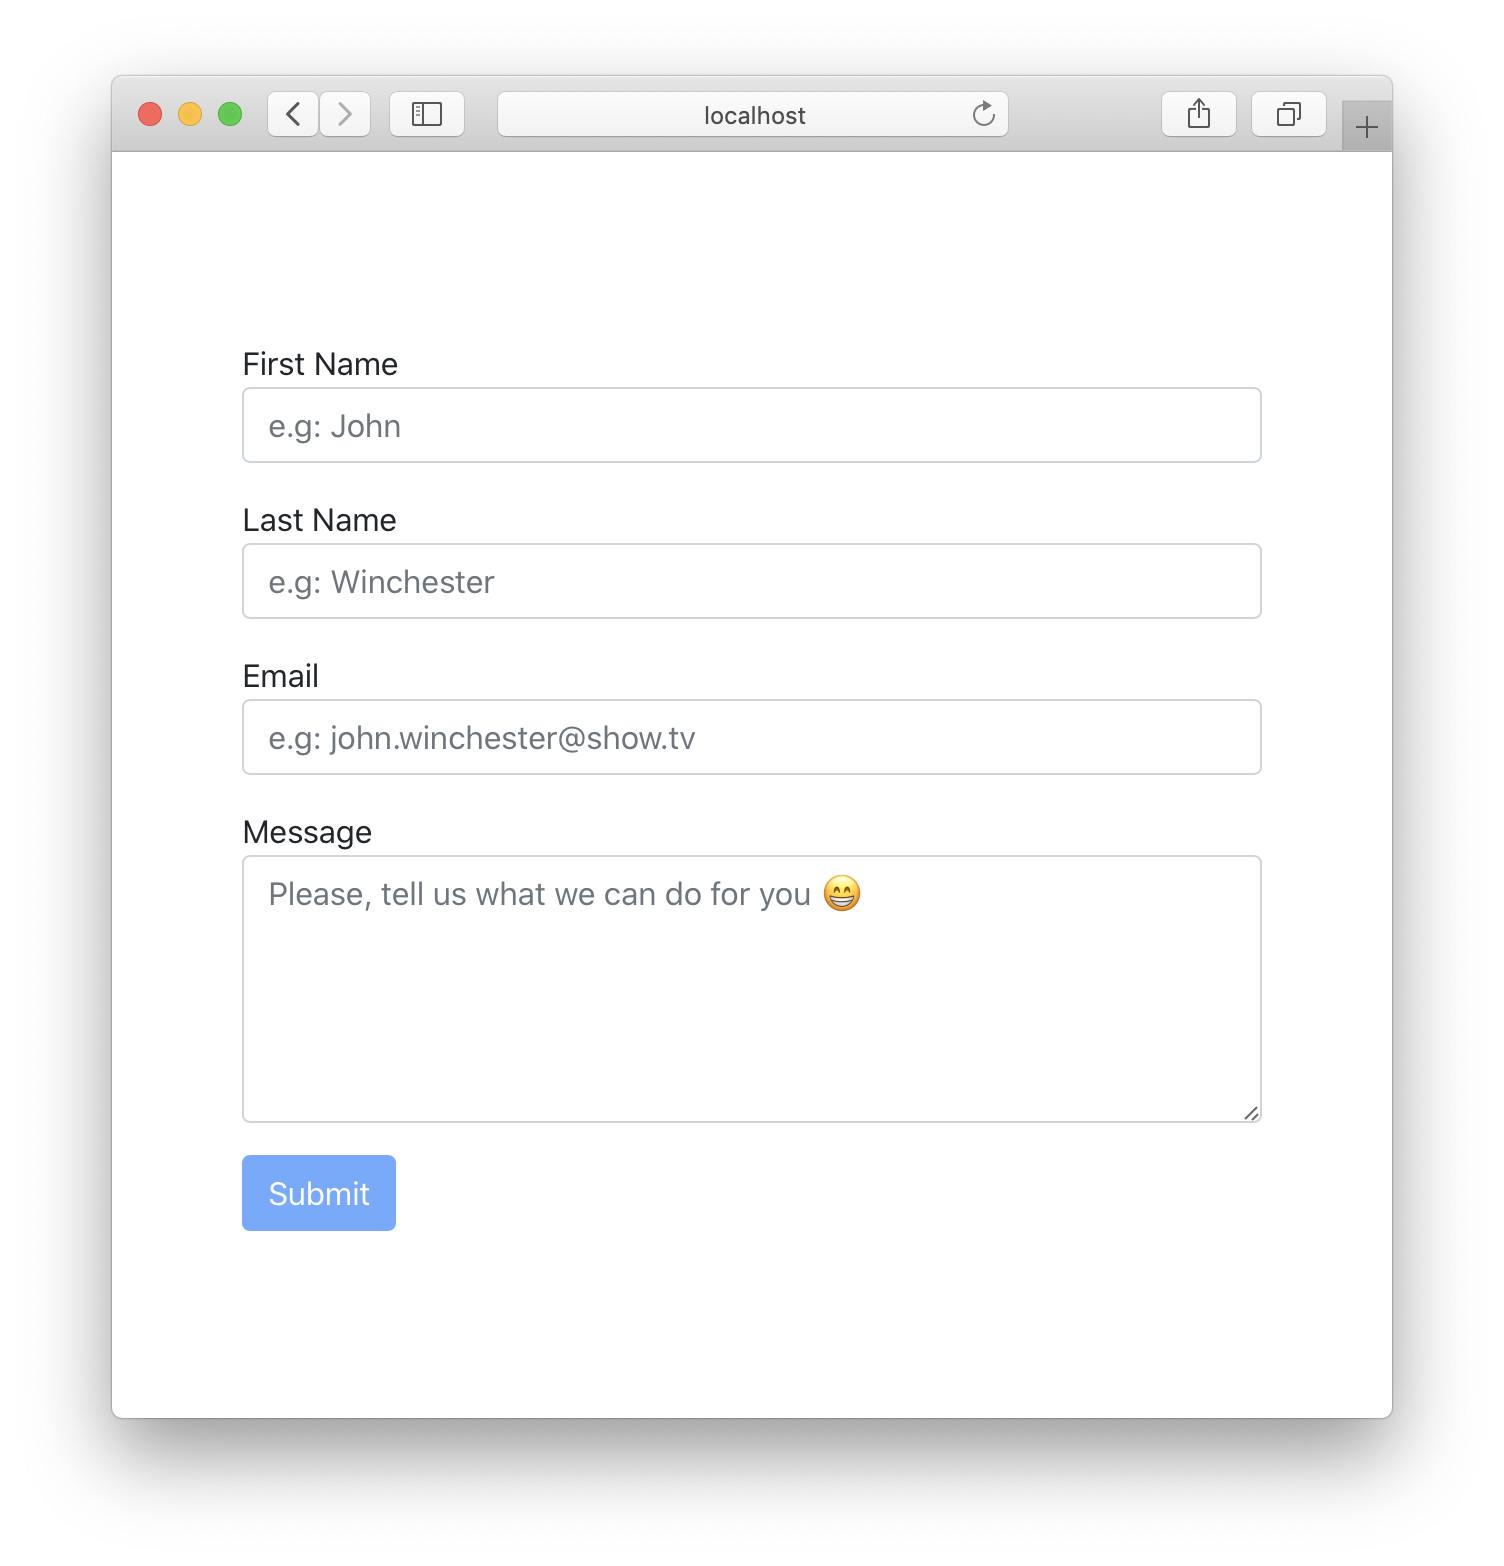 localhost
First Name
e.g: John
Last Name
e.g: Winchester
Email
e.g: john.winchester@show.tv
Message
Please, tell us what we can do for you 😁
Submit